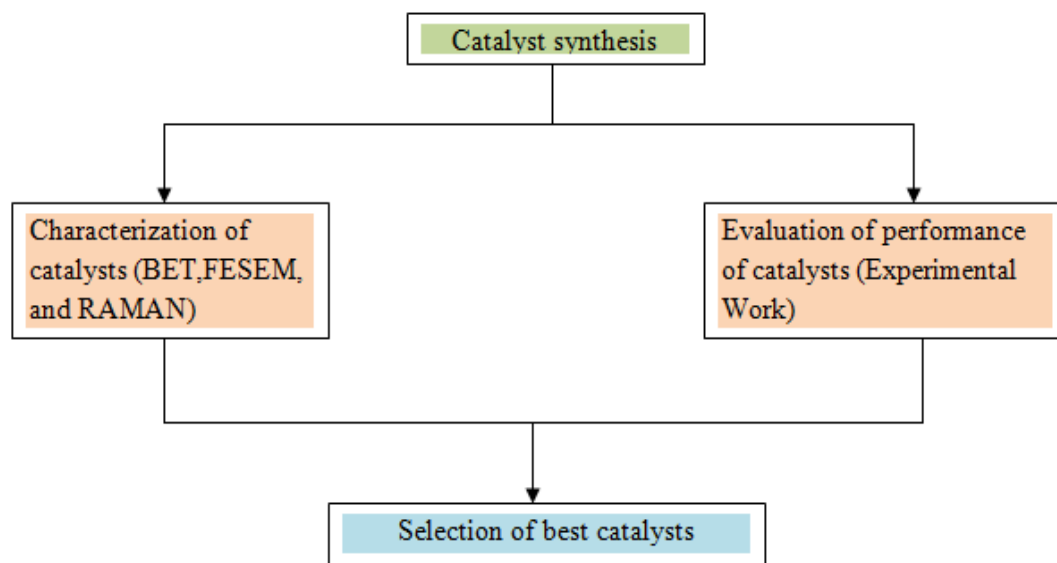 Catalyst synthesis
Characterization of
catalysts (BET,FESEM,
and RAMAN)
Evaluation of performance
of catalysts (Experimental
Work)
Selection of best catalysts